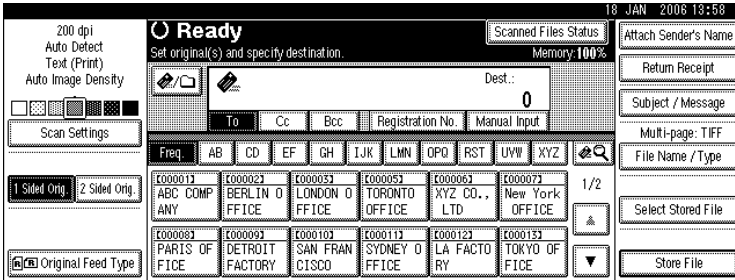 18 JAN 2006 13:58
200 dpi
Auto Detect
Text (Print)
Auto Image Density
Scan Settings
1 Sided Orig.
2 Sided Orig.
R R Original Feed Type
Ready
Scanned Files Status
Set original(s) and specify destination.
Memory:100%
Dest.:
0
To
Cc
Bcc
Registration No.
Manual Input
Freq.
AB
CD
EF
GH
IJK
LMN
OPQ
RST
UVW
XYZ
[00001]
ABC COMP
ANY
[00002]
BERLIN O
FFICE
[00003]
LONDON O
FFICE
[00005]
TORONTO
OFFICE
[00006]
XYZ CO.,
LTD
[00007]
New York
OFFICE
[00008]
PARIS OF
FICE
[00009]
DETROIT
FACTORY
[00010]
SAN FRAN
CISCO
[00011]
SYDNEY O
FFICE
[00012]
LA FACTO
RY
[00013]
TOKYO OF
FICE
1/2
Attach Sender's Name
Return Receipt
Subject / Message
Multi-page: TIFF
File Name / Type
Select Stored File
Store File